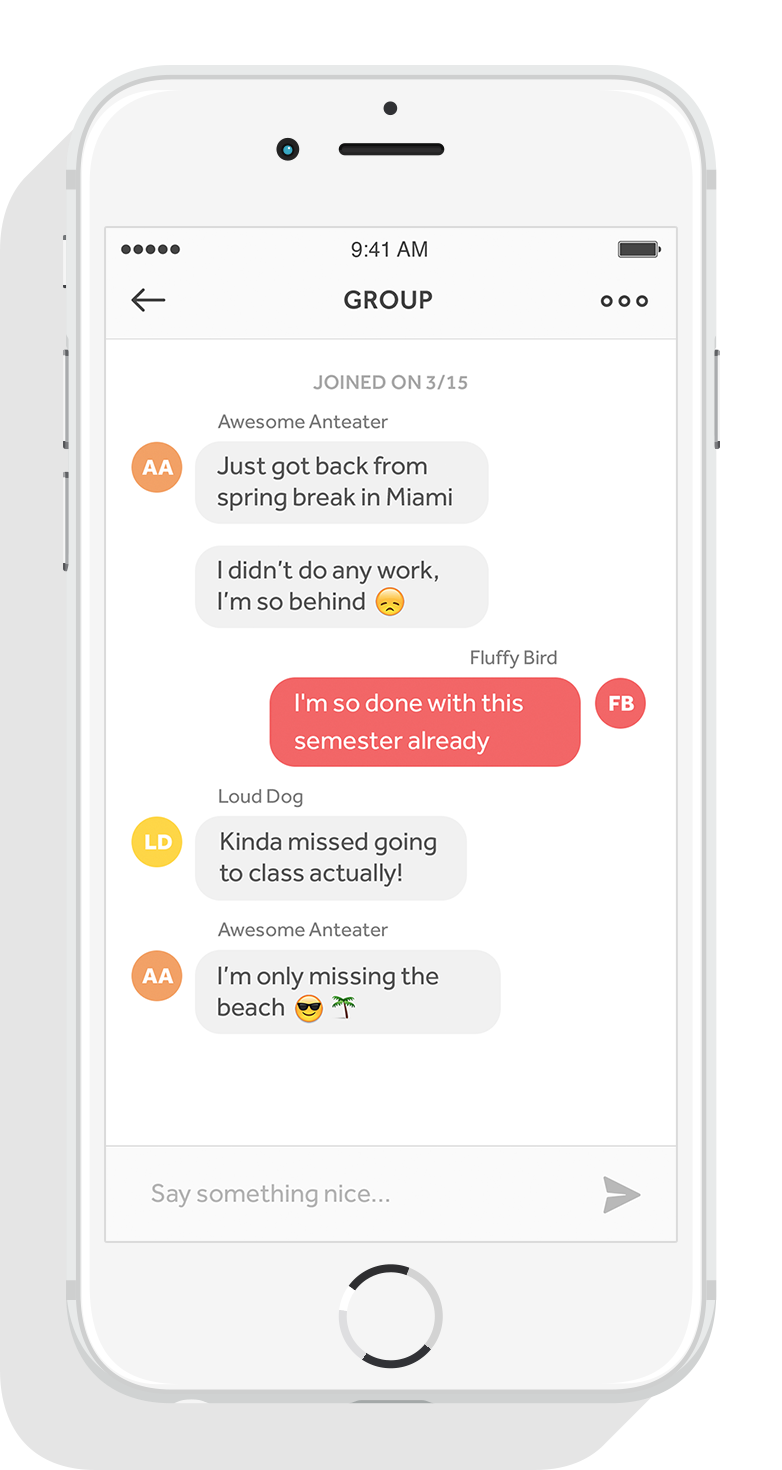 9:41 AM
GROUP
JOINED ON 3/15
Awesome Anteater
AA
Just got back from
spring break in Miami
I didn’t do any work,
I’m so behind 😞
Fluffy Bird
I'm so done with this
semester already
FB
Loud Dog
LD
Kinda missed going
to class actually!
Awesome Anteater
AA
I’m only missing the
beach 😎 🌴
Say something nice...